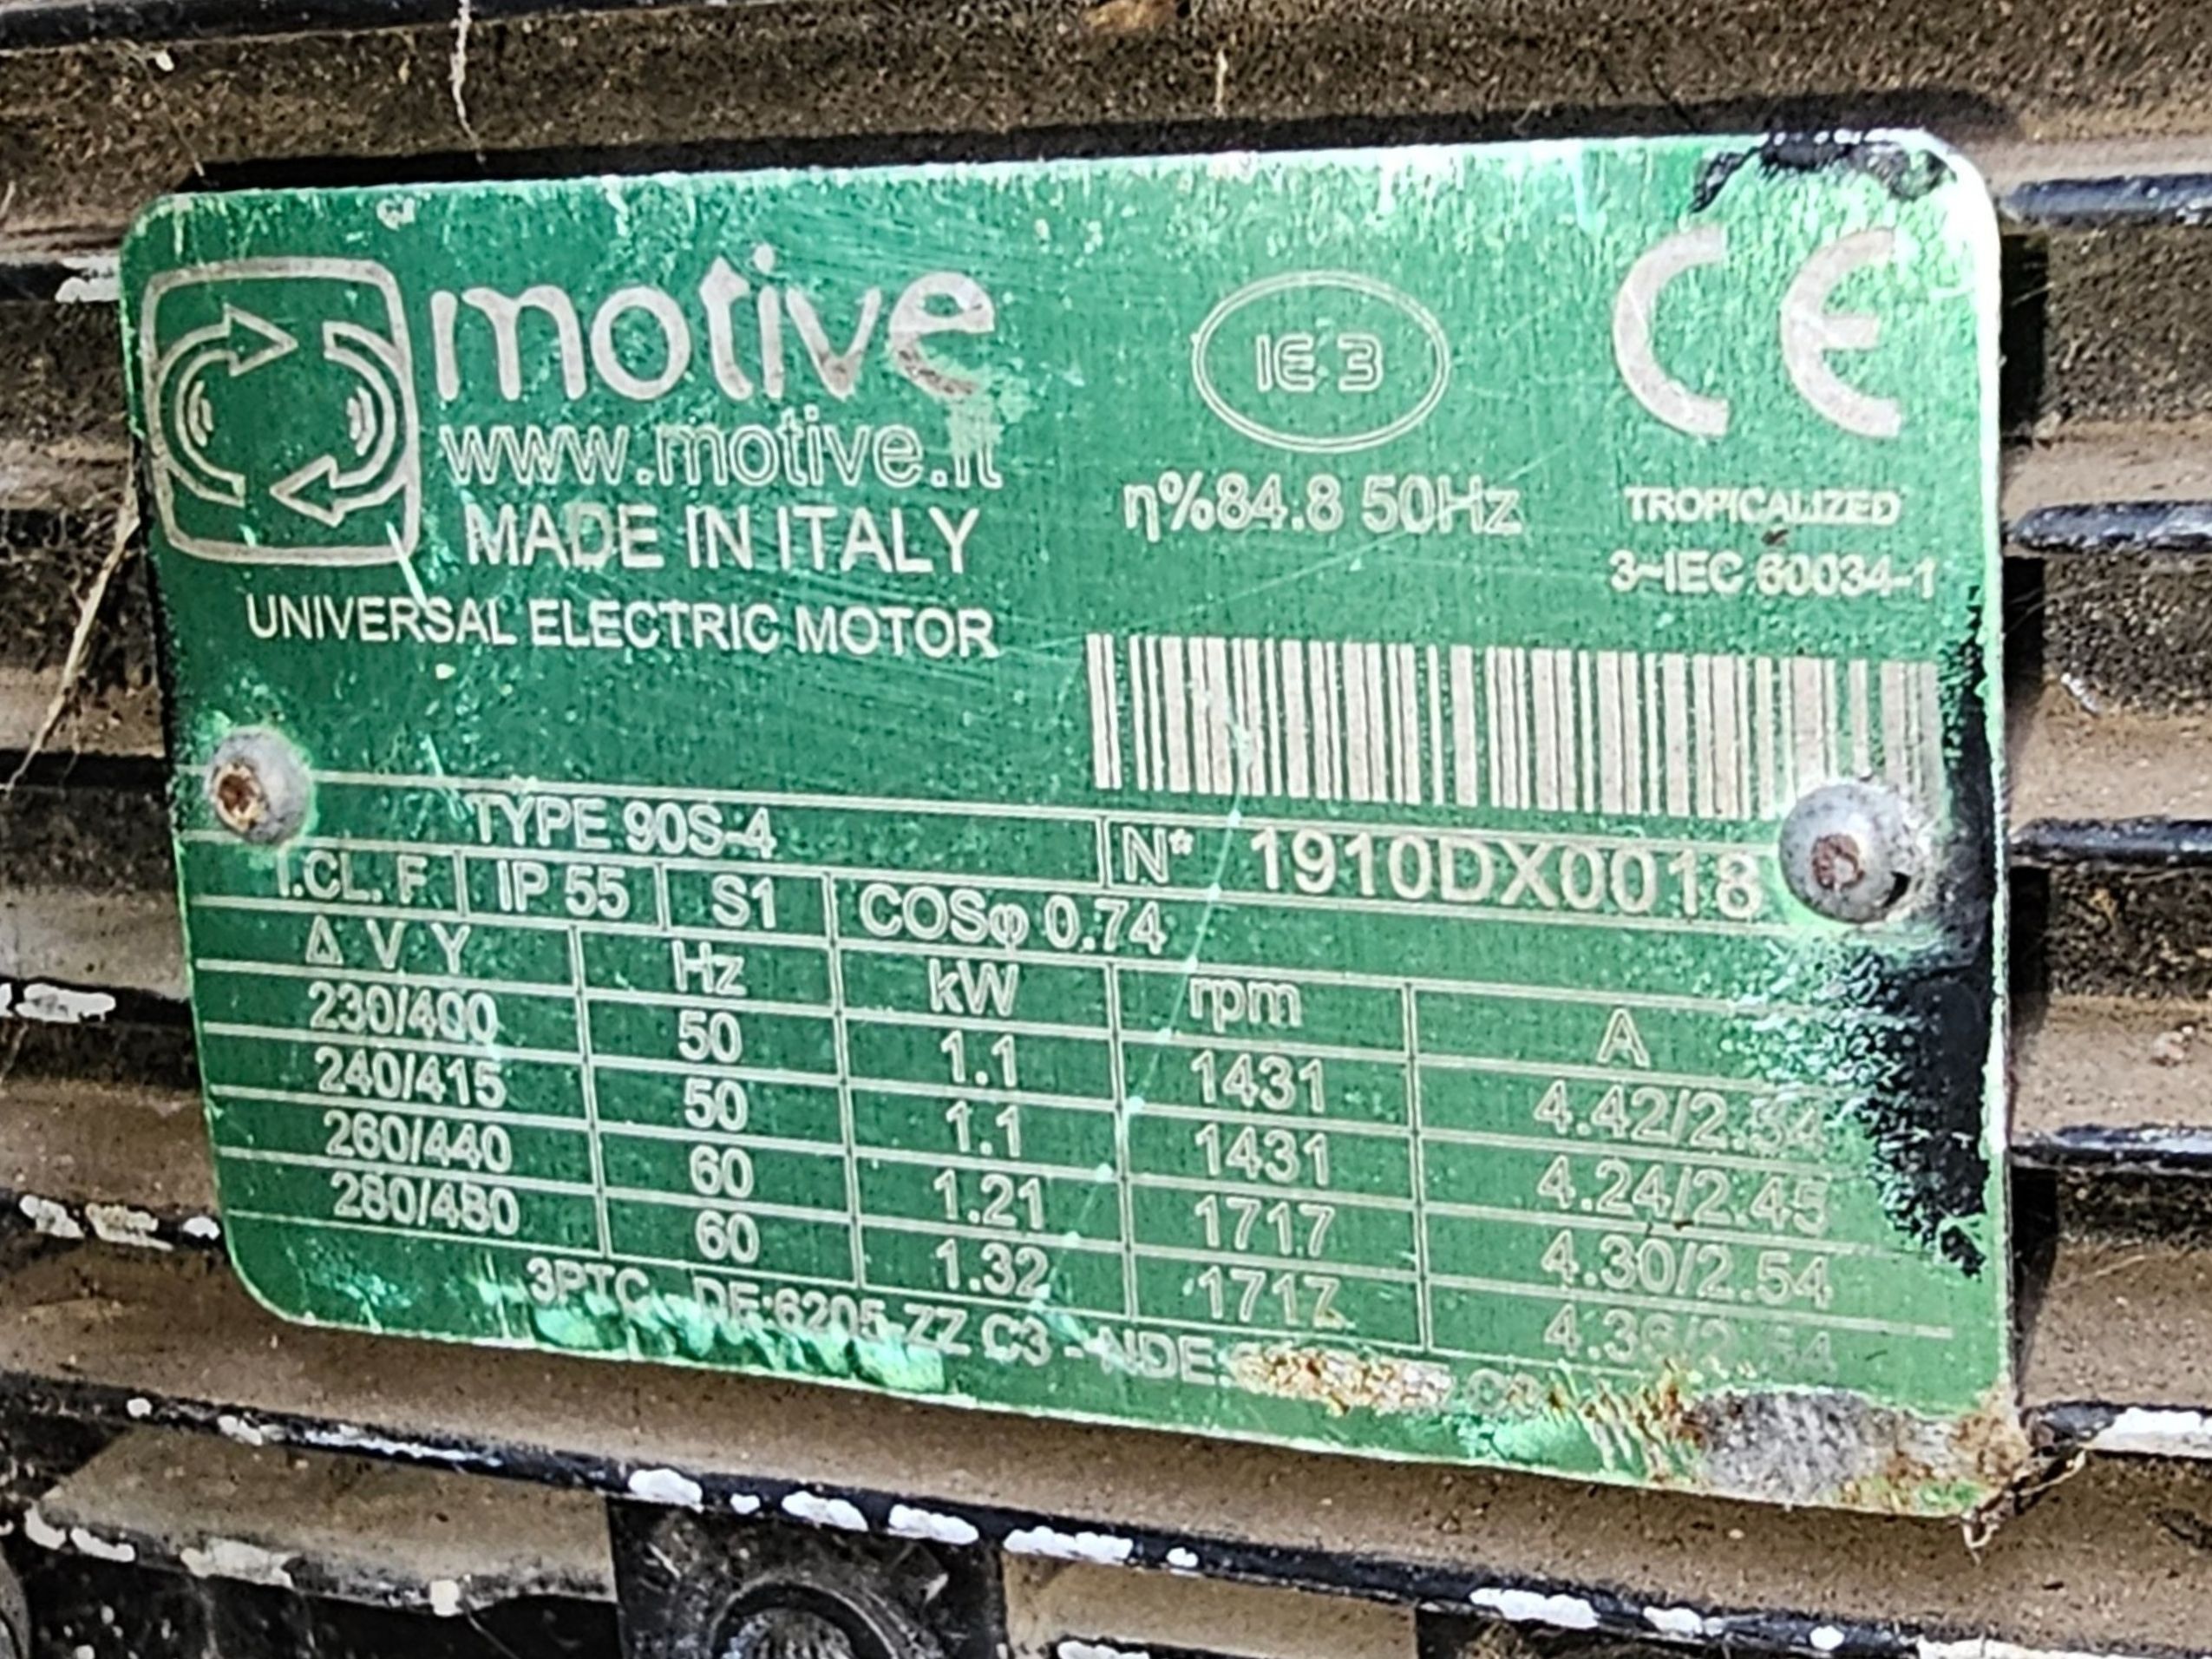 motive
www.motive.it
MADE IN ITALY
UNIVERSAL ELECTRIC MOTOR
IE3
η%84.8 50Hz
CE
TROPICALIZED
3~IEC 60034-1
TYPE 90S-4 N° 1910DX0018
I.CL. F IP 55 S1 COSφ 0.74
Δ V Y Hz kW rpm A
230/400 50 1.1 1431 4.42/2.54
240/415 50 1.1 1431 4.24/2.45
260/440 60 1.21 1717 4.30/2.54
280/480 60 1.32 1717
3PTC - DE:6205 ZZ C3 - NDE: